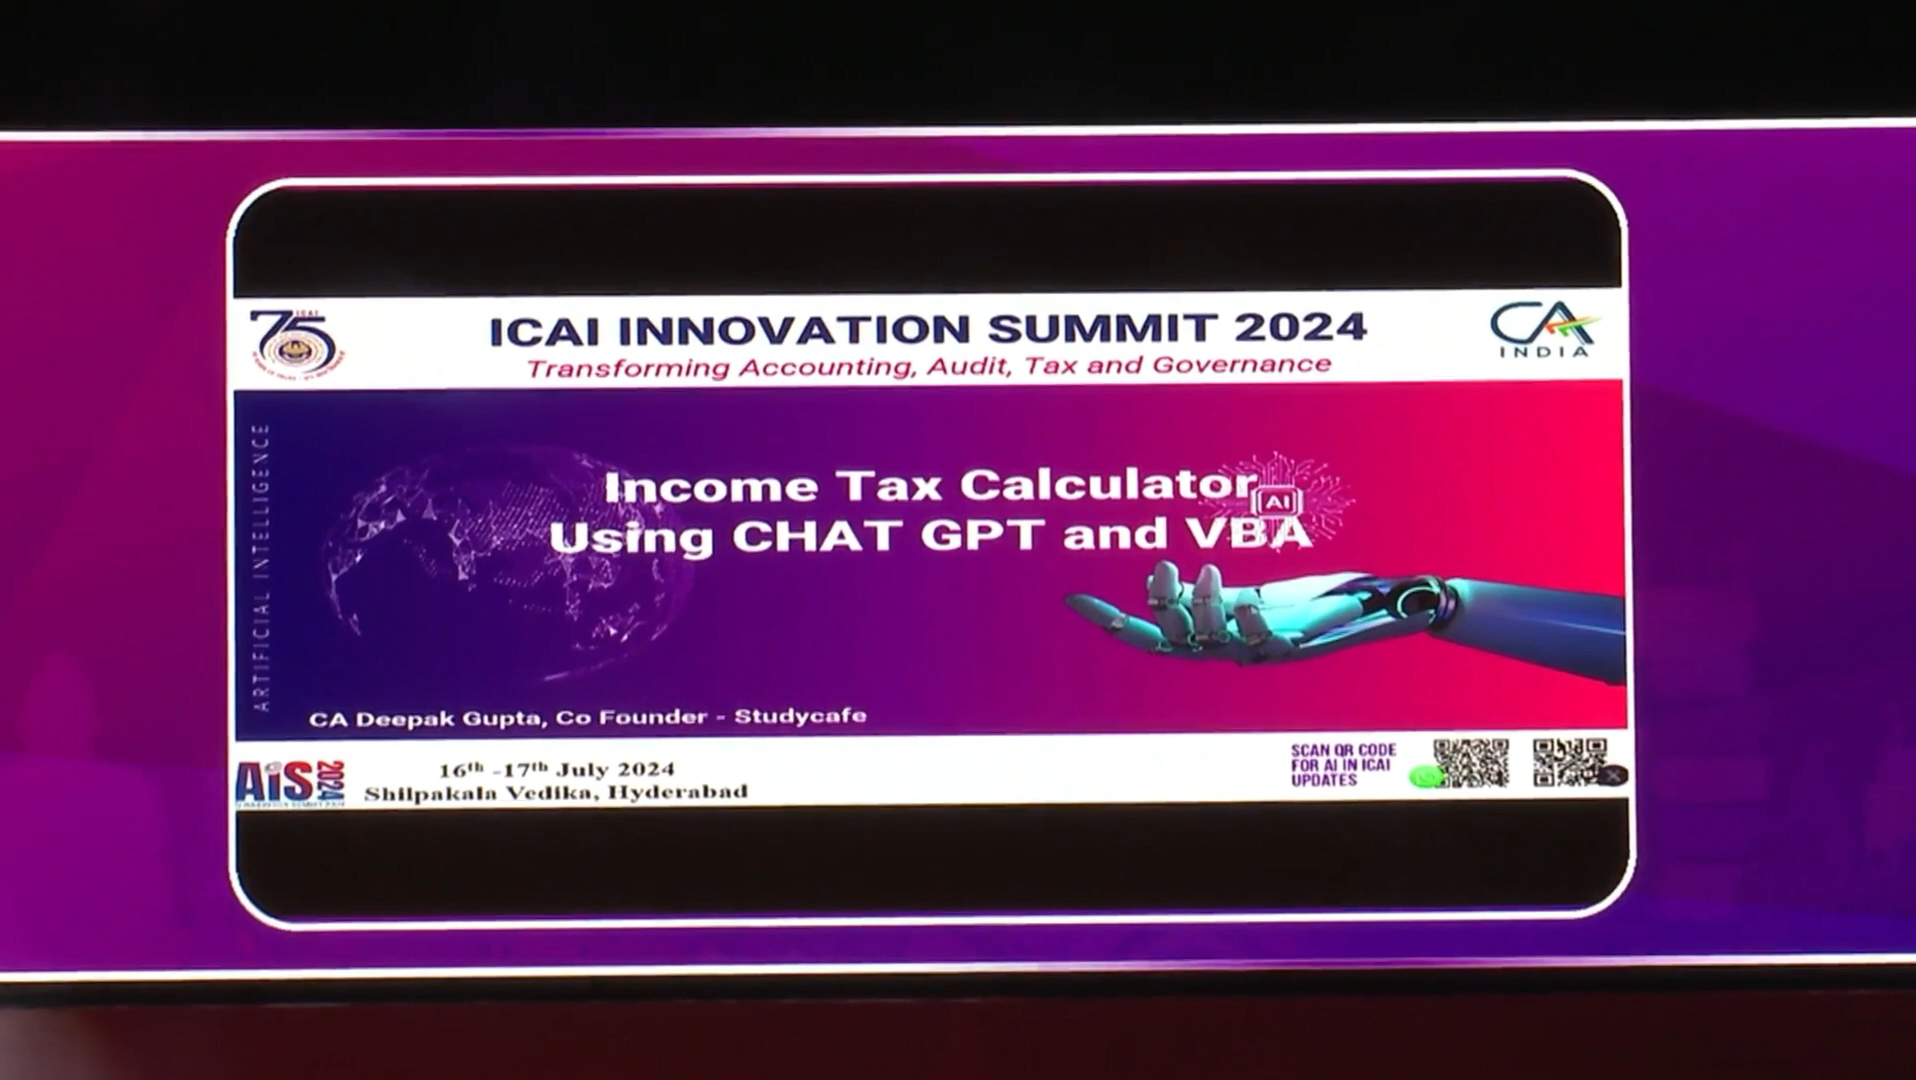 ICAI
75
ICAI INNOVATION SUMMIT 2024
Transforming Accounting, Audit, Tax and Governance
CA
INDIA
ARTIFICIAL INTELLIGENCE
Income Tax Calculator
Using CHAT GPT and VBA
AI
CA Deepak Gupta, Co Founder - Studycafe
AiS 2024
16th -17th July 2024
Shilpakala Vedika, Hyderabad
SCAN QR CODE
FOR AI IN ICAI
UPDATES
X